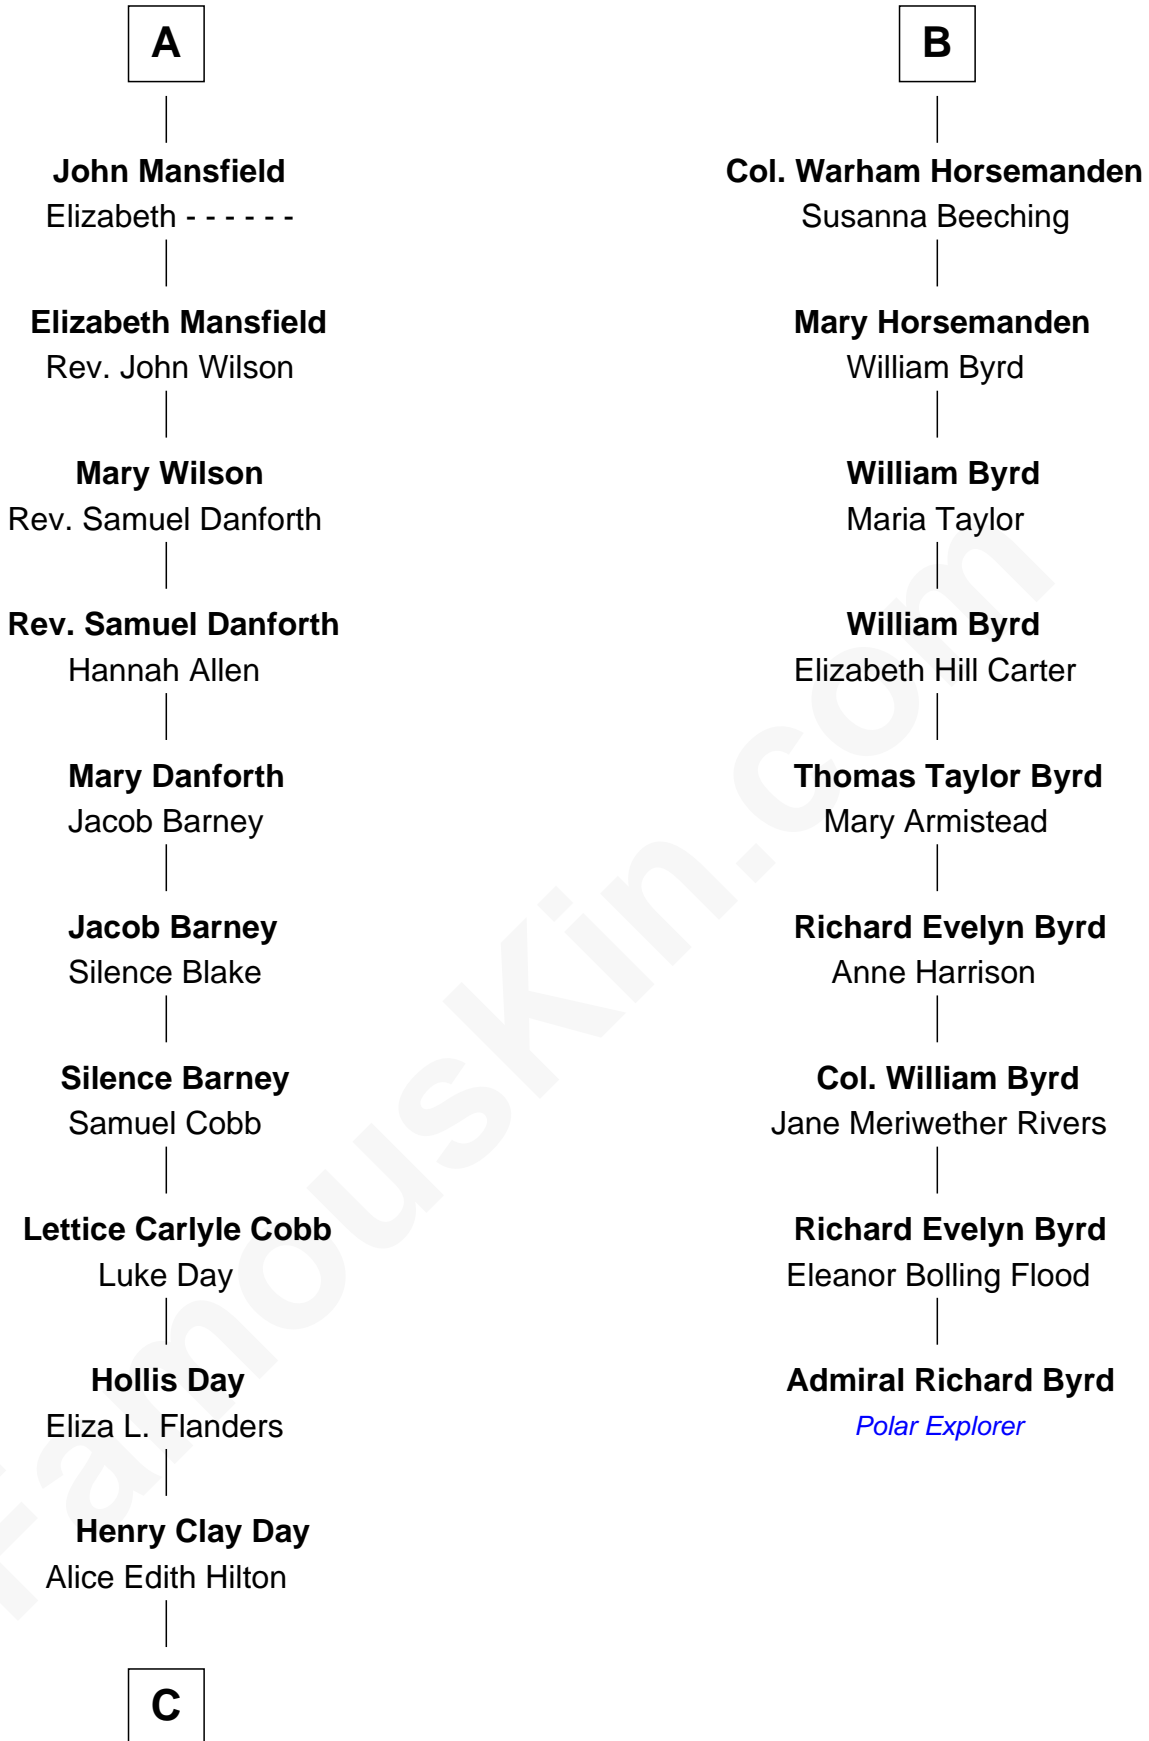 A
John Mansfield
Elizabeth - - - - - -
Elizabeth Mansfield
Rev. John Wilson
Mary Wilson
Rev. Samuel Danforth
Rev. Samuel Danforth
Hannah Allen
Mary Danforth
Jacob Barney
Jacob Barney
Silence Blake
Silence Barney
Samuel Cobb
Lettice Carlyle Cobb
Luke Day
Hollis Day
Eliza L. Flanders
Henry Clay Day
Alice Edith Hilton
C
B
Col. Warham Horsemanden
Susanna Beeching
Mary Horsemanden
William Byrd
William Byrd
Maria Taylor
William Byrd
Elizabeth Hill Carter
Thomas Taylor Byrd
Mary Armistead
Richard Evelyn Byrd
Anne Harrison
Col. William Byrd
Jane Meriwether Rivers
Richard Evelyn Byrd
Eleanor Bolling Flood
Admiral Richard Byrd
Polar Explorer
FamousKin.com